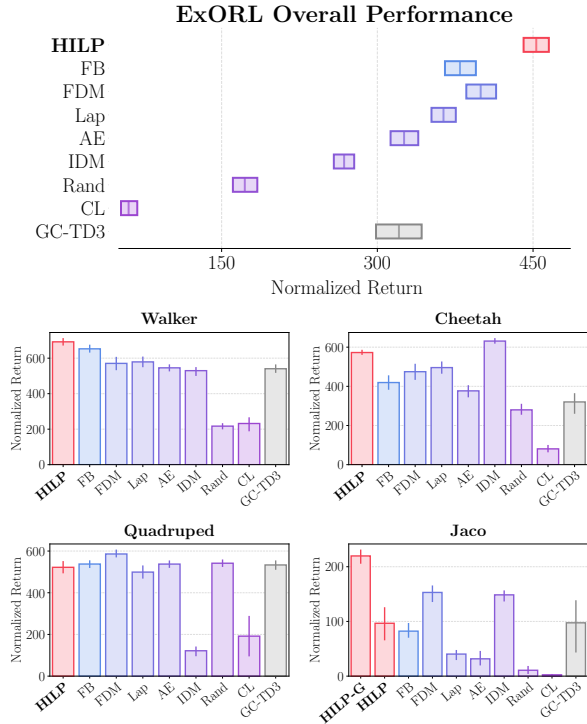 ExORL Overall Performance
HILP
FB
FDM
Lap
AE
IDM
Rand
CL
GC-TD3
150 300 450
Normalized Return
Walker
Normalized Return
600
400
200
0
HILP FB FDM Lap AE IDM Rand CL GC-TD3
Cheetah
Normalized Return
600
400
200
0
HILP FB FDM Lap AE IDM Rand CL GC-TD3
Quadruped
Normalized Return
600
400
200
0
HILP FB FDM Lap AE IDM Rand CL GC-TD3
Jaco
Normalized Return
200
100
0
HILP-G HILP FB FDM Lap AE IDM Rand CL GC-TD3